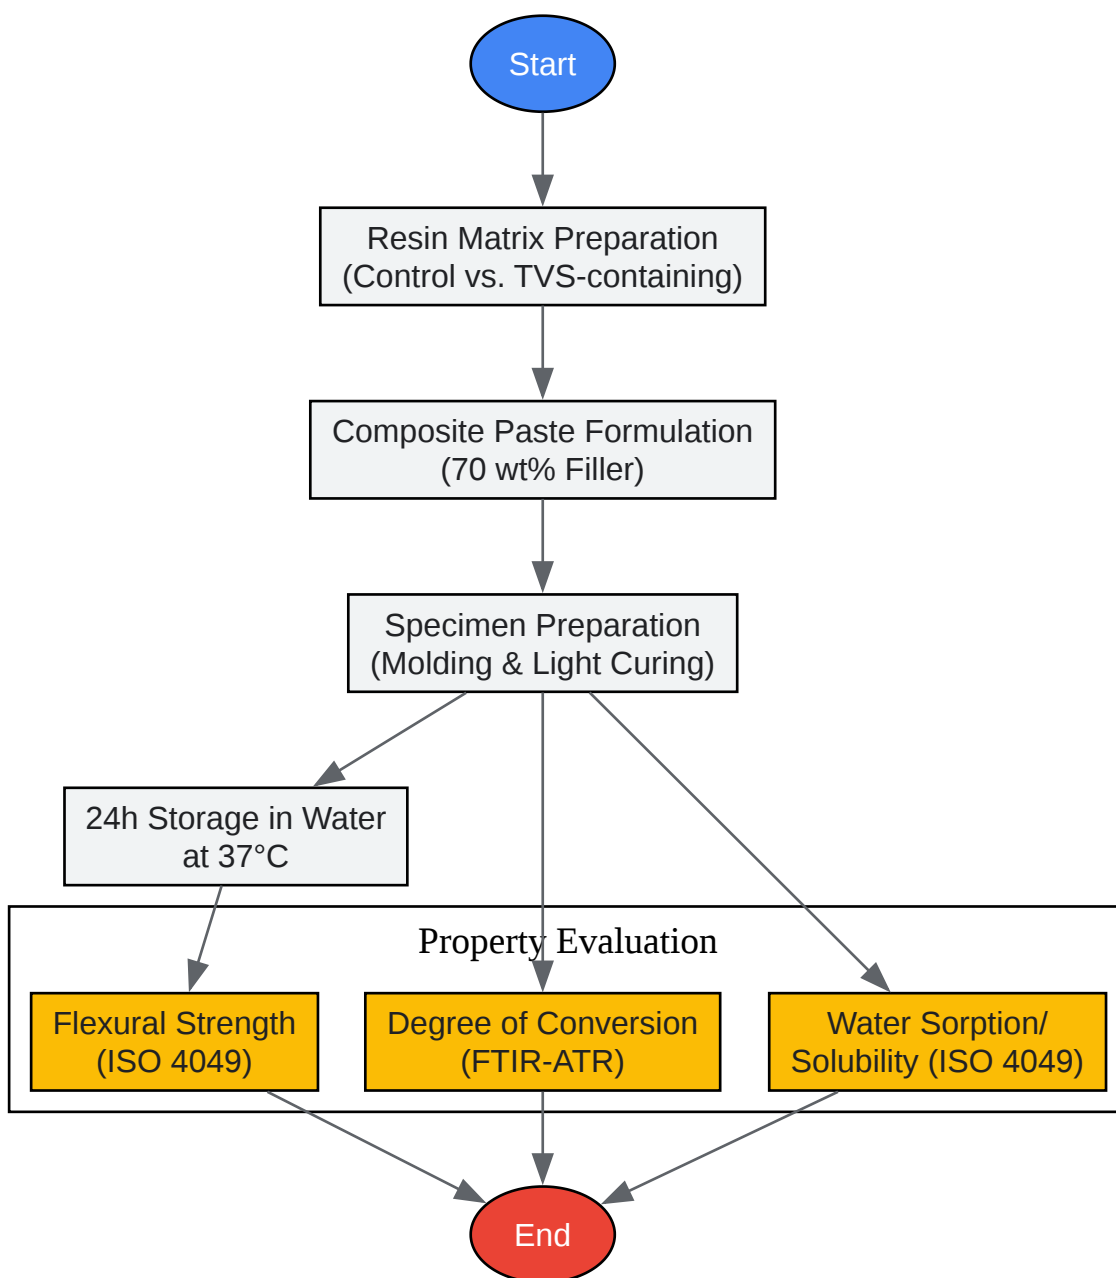 Start
Resin Matrix Preparation
(Control vs. TVS-containing)
Composite Paste Formulation
(70 wt% Filler)
Specimen Preparation
(Molding & Light Curing)
24h Storage in Water
at 37°C
Property Evaluation
Flexural Strength
(ISO 4049)
Degree of Conversion
(FTIR-ATR)
Water Sorption/
Solubility (ISO 4049)
End